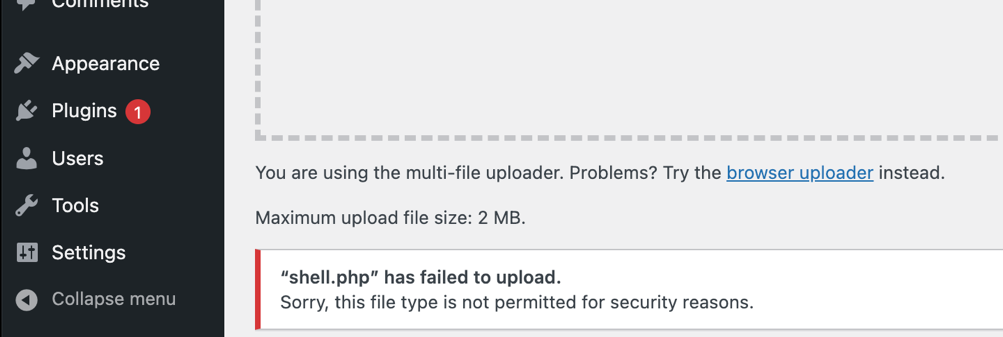 Comments
Appearance
Plugins 1
Users
Tools
Settings
Collapse menu
You are using the multi-file uploader. Problems? Try the browser uploader instead.
Maximum upload file size: 2 MB.
“shell.php” has failed to upload.
Sorry, this file type is not permitted for security reasons.